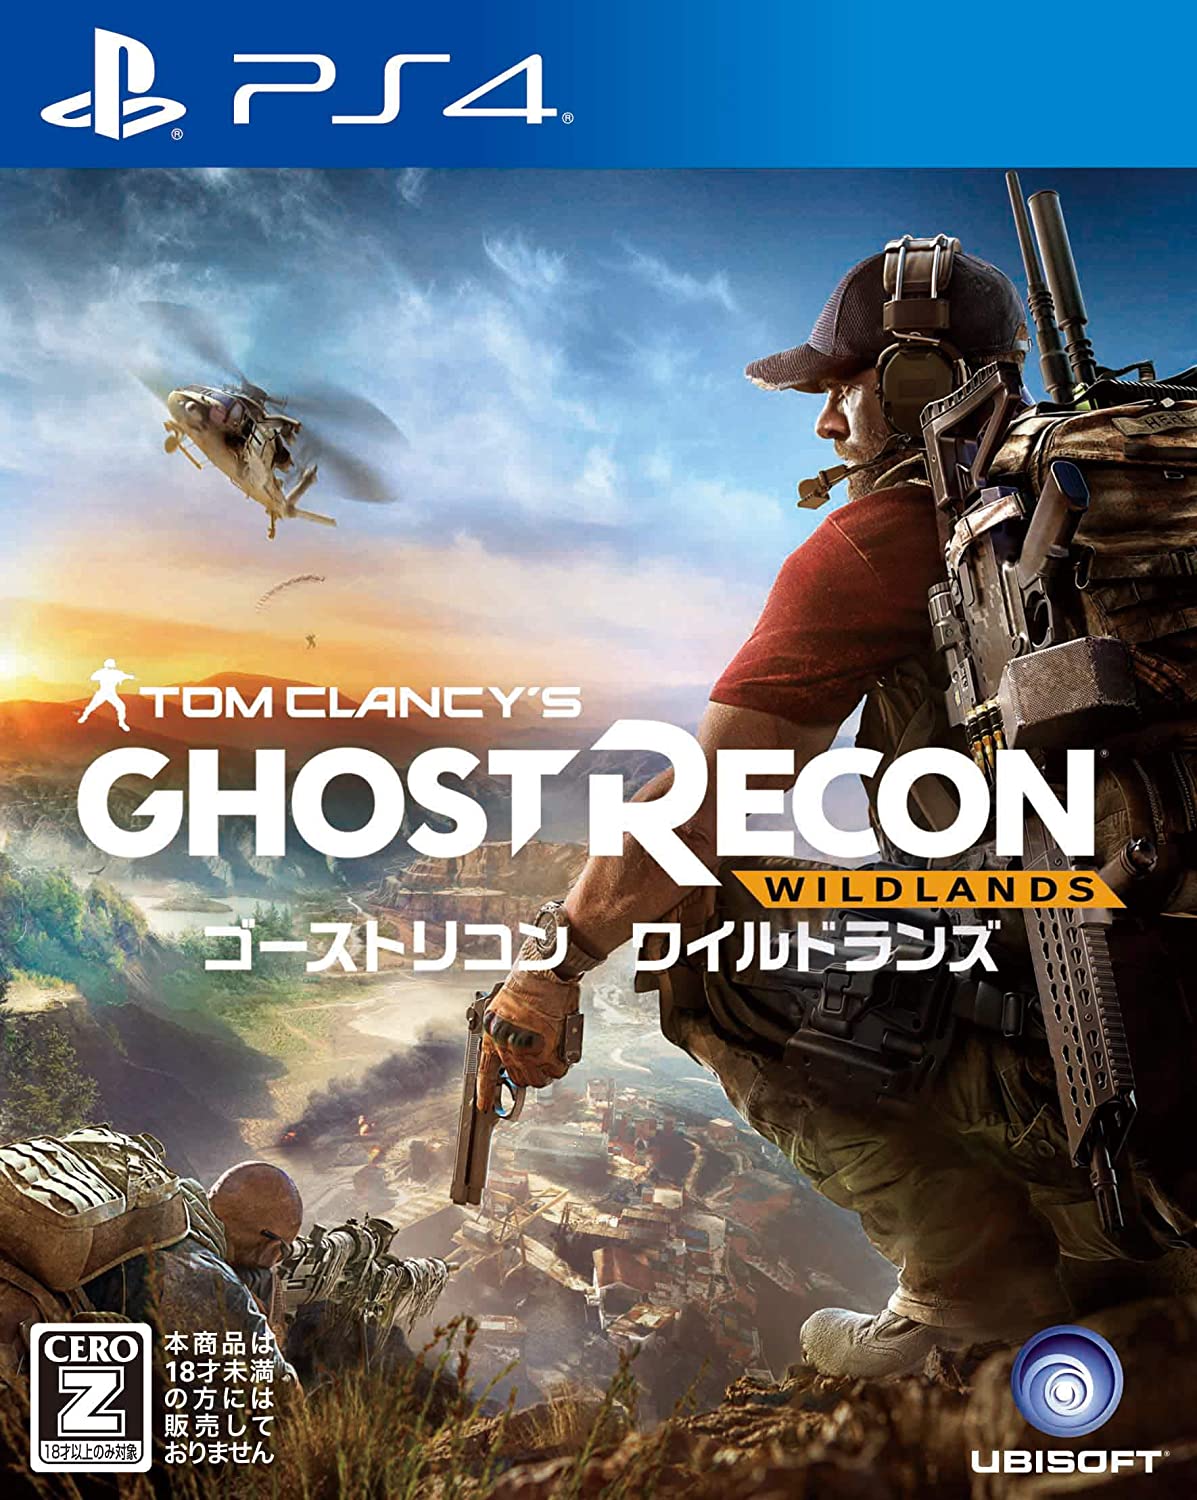 PS4
TOM CLANCY'S
GHOST RECON
WILDLANDS
ゴーストリコン ワイルドランズ
CERO
Z
18才以上のみ対象
本商品は
18才未満
の方には
販売して
おりません
UBISOFT